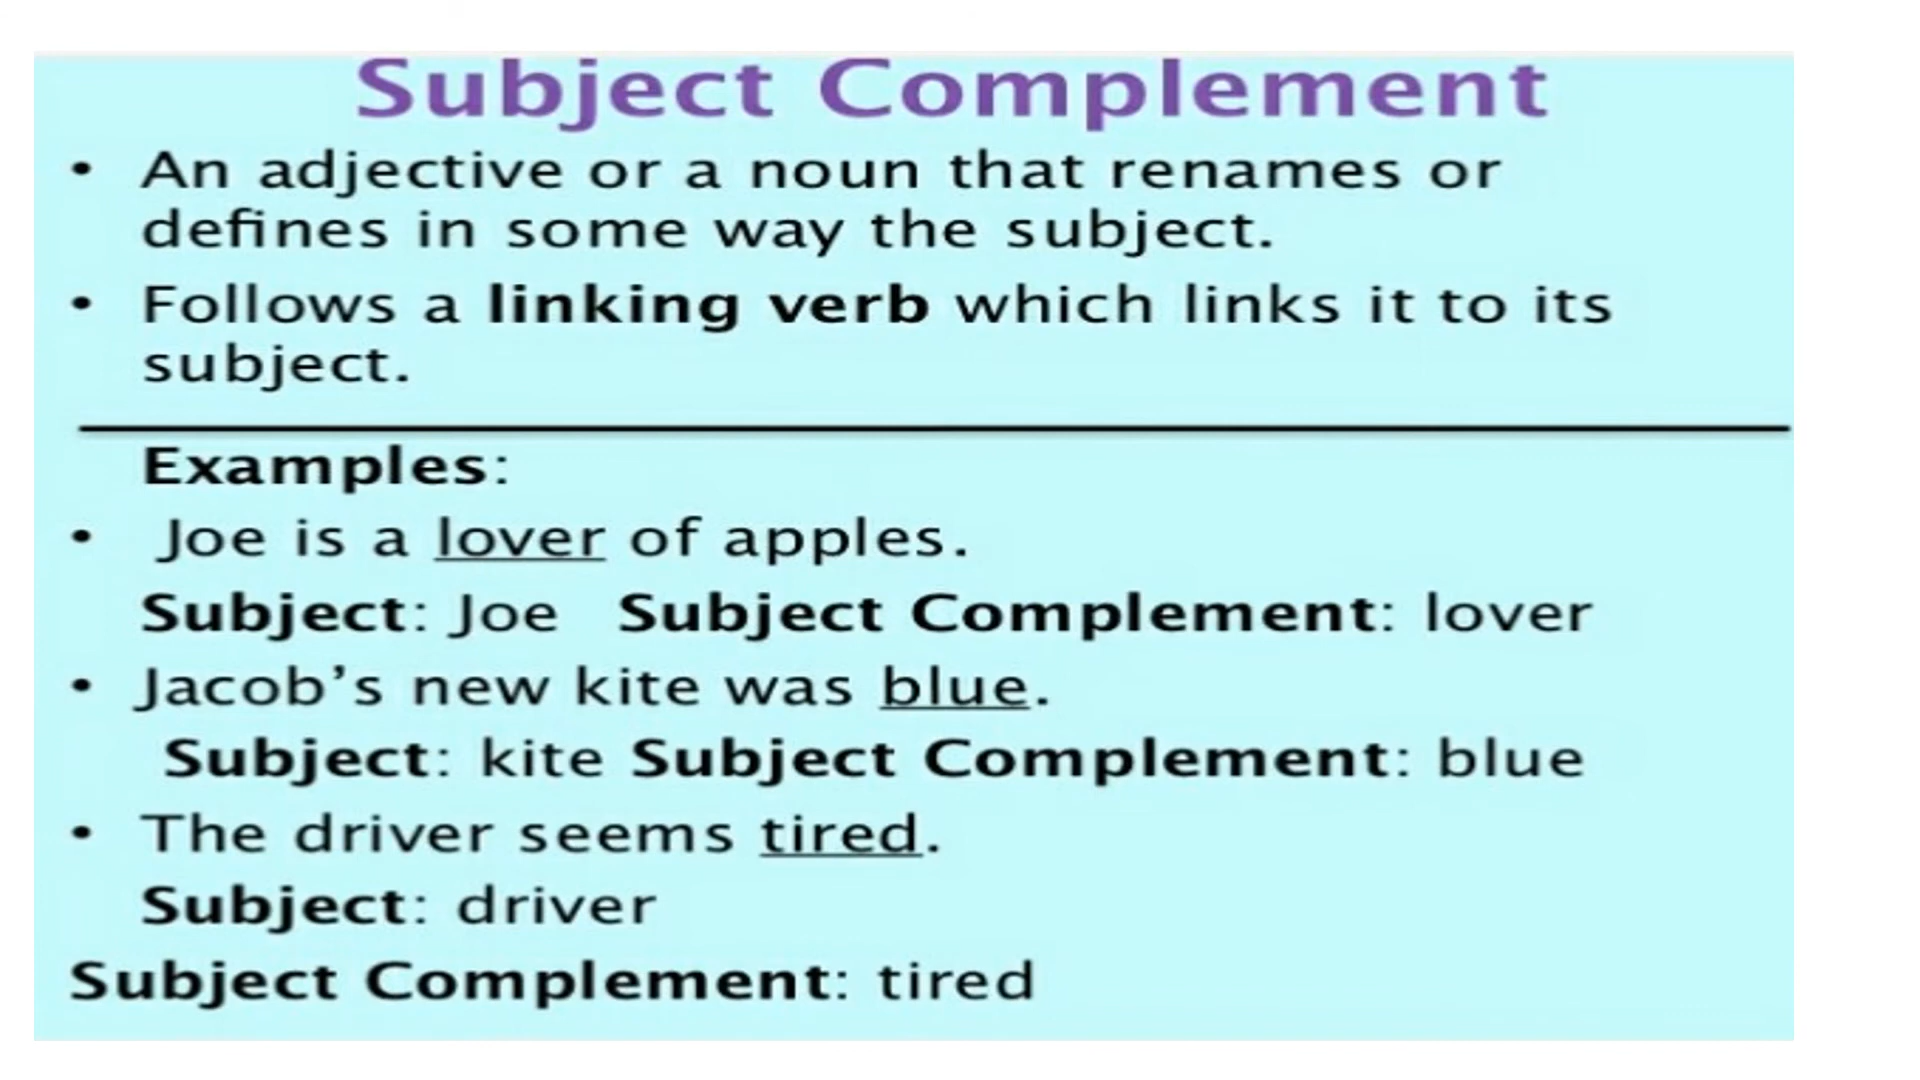 Subject Complement
• An adjective or a noun that renames or
defines in some way the subject.
• Follows a linking verb which links it to its
subject.
Examples:
• Joe is a lover of apples.
Subject: Joe Subject Complement: lover
• Jacob’s new kite was blue.
Subject: kite Subject Complement: blue
• The driver seems tired.
Subject: driver
Subject Complement: tired